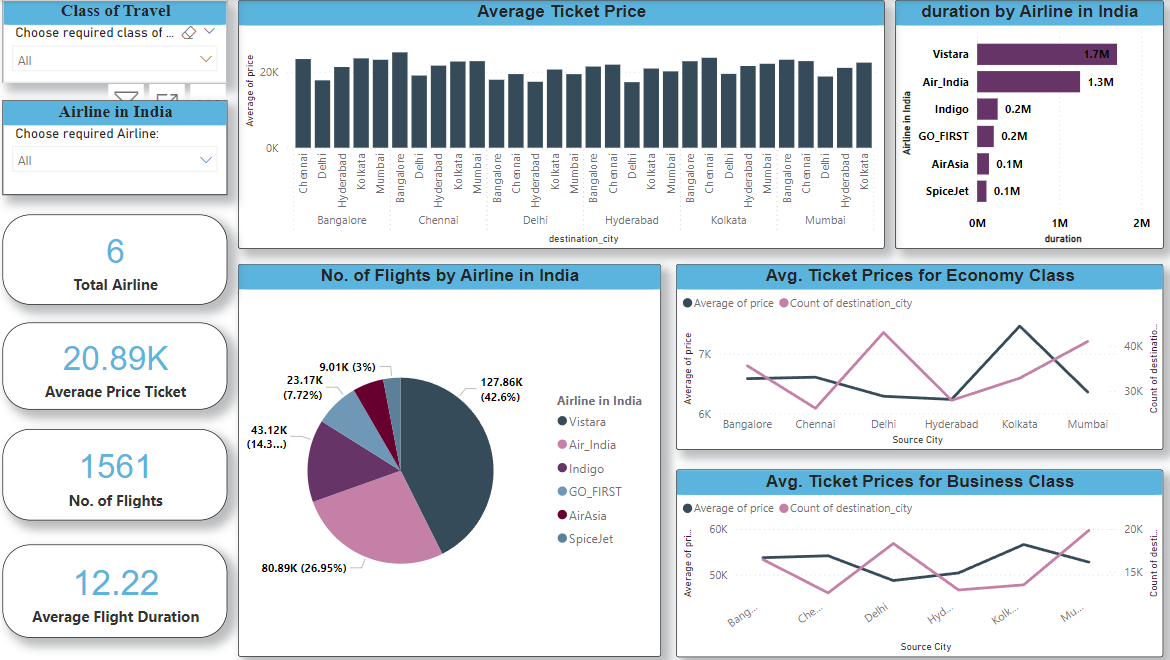 Class of Travel
Choose required class of ...
All
Airline in India
Choose required Airline:
All
6
Total Airline
20.89K
Average Price Ticket
1561
No. of Flights
12.22
Average Flight Duration
Average Ticket Price
Average of price
20K
0K
Chennai
Delhi
Hyderabad
Kolkata
Mumbai
Bangalore
Delhi
Hyderabad
Kolkata
Mumbai
Bangalore
Chennai
Hyderabad
Kolkata
Mumbai
Bangalore
Chennai
Delhi
Kolkata
Mumbai
Bangalore
Chennai
Delhi
Hyderabad
Mumbai
Bangalore
Chennai
Delhi
Hyderabad
Kolkata
Bangalore
Chennai
Delhi
Hyderabad
Kolkata
Mumbai
destination_city
duration by Airline in India
Airline in India
Vistara
1.7M
Air_India
1.3M
Indigo
0.2M
GO_FIRST
0.2M
AirAsia
0.1M
SpiceJet
0.1M
0M
1M
2M
duration
No. of Flights by Airline in India
9.01K (3%)
23.17K
(7.72%)
43.12K
(14.3...)
127.86K
(42.6%)
80.89K (26.95%)
Airline in India
Vistara
Air_India
Indigo
GO_FIRST
AirAsia
SpiceJet
Avg. Ticket Prices for Economy Class
Average of price
Count of destination_city
Average of price
7K
6K
40K
30K
Count of destinatio...
Bangalore
Chennai
Delhi
Hyderabad
Kolkata
Mumbai
Source City
Avg. Ticket Prices for Business Class
Average of price
Count of destination_city
Average of pri...
60K
50K
20K
15K
Count of desti...
Bang...
Che...
Delhi
Hyd...
Kolk...
Mu...
Source City